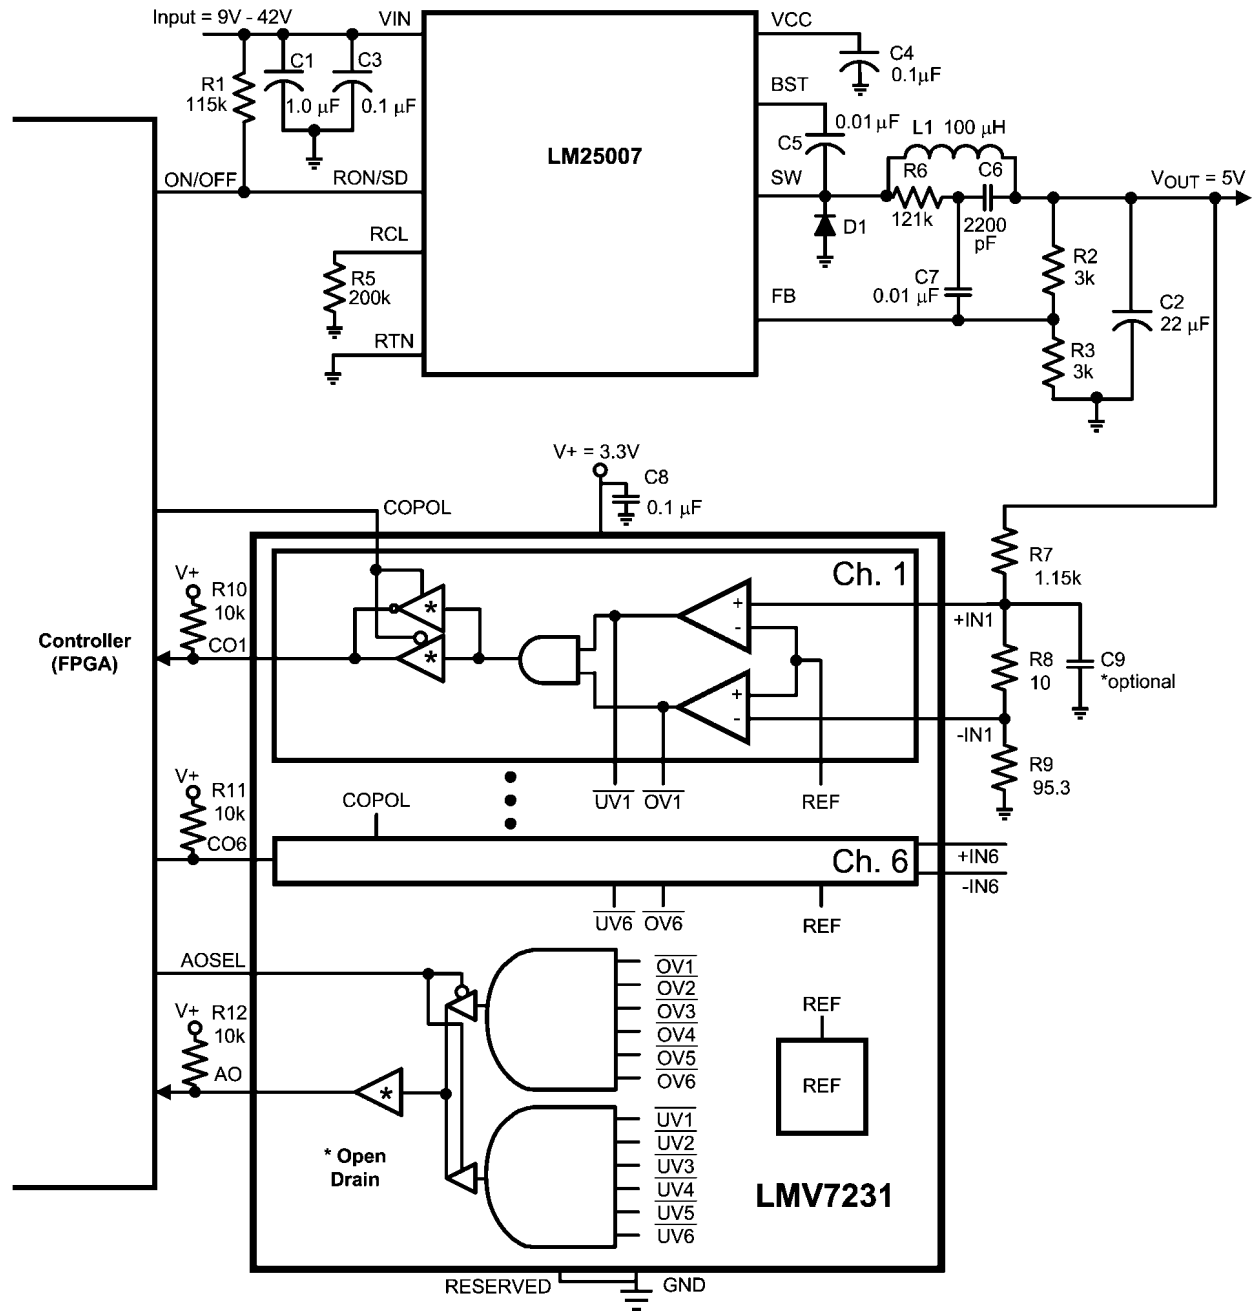 Input = 9V - 42V
VIN
R1
115k
C1
1.0 μF
C3
0.1 μF
ON/OFF
RON/SD
RCL
R5
200k
RTN
LM25007
VCC
C4
0.1μF
BST
0.01 μF
C5
SW
D1
L1 100 μH
R6
121k
C6
2200
pF
C7
0.01 μF
FB
R2
3k
R3
3k
C2
22 μF
VOUT = 5V
V+ = 3.3V
C8
0.1 μF
COPOL
Controller
(FPGA)
V+
R10
10k
CO1
*
*
+
-
+
-
Ch. 1
UV1
OV1
REF
+IN1
-IN1
R7
1.15k
R8
10
C9
*optional
R9
95.3
V+
R11
10k
CO6
COPOL
Ch. 6
+IN6
-IN6
UV6
OV6
REF
AOSEL
V+
R12
10k
AO
*
* Open
Drain
OV1
OV2
OV3
OV4
OV5
OV6
UV1
UV2
UV3
UV4
UV5
UV6
REF
REF
LMV7231
RESERVED
GND